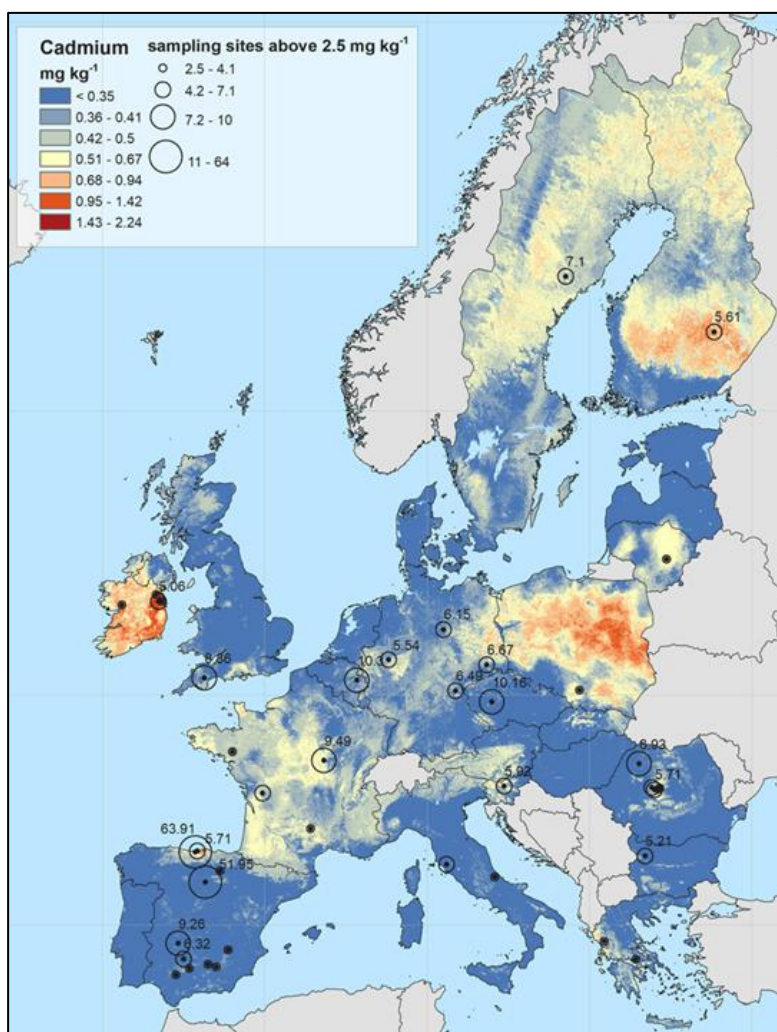 Cadmium
mg kg⁻¹
< 0.35
0.36 - 0.41
0.42 - 0.5
0.51 - 0.67
0.68 - 0.94
0.95 - 1.42
1.43 - 2.24
sampling sites above 2.5 mg kg⁻¹
2.5 - 4.1
4.2 - 7.1
7.2 - 10
11 - 64
7.1
5.61
5.06
6.15
5.54
6.67
10.3
6.49
10.16
9.49
8.93
5.92
5.71
63.91
5.71
51.95
5.21
9.26